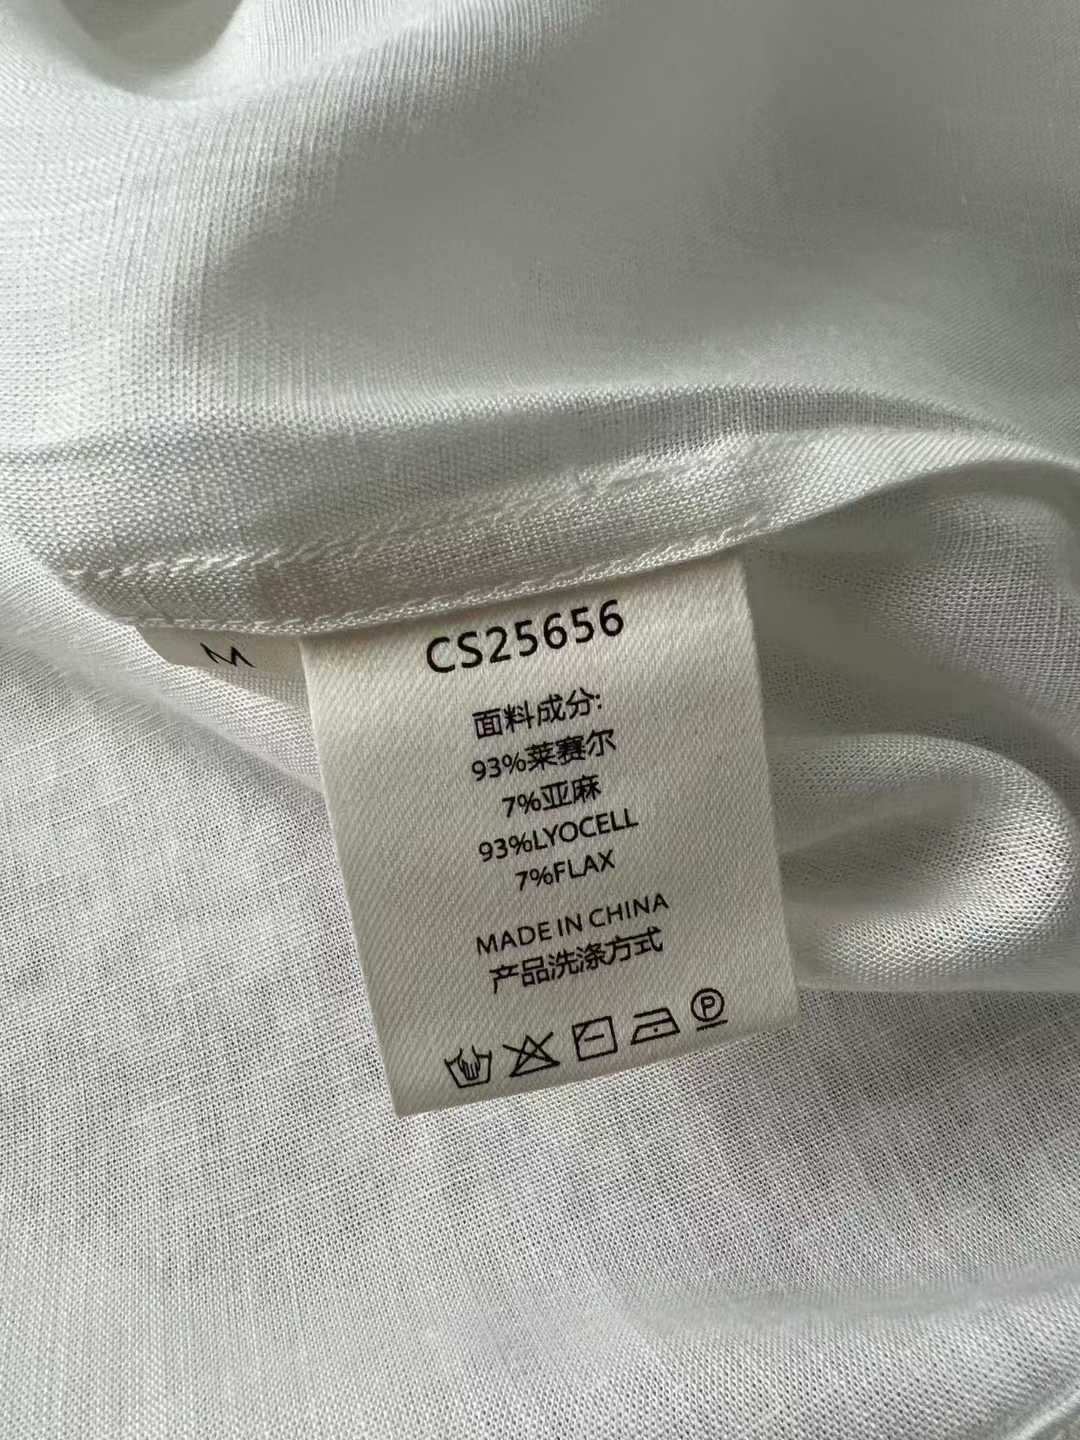 M
CS25656
面料成分:
93%莱赛尔
7%亚麻
93%LYOCELL
7%FLAX
MADE IN CHINA
产品洗涤方式
P